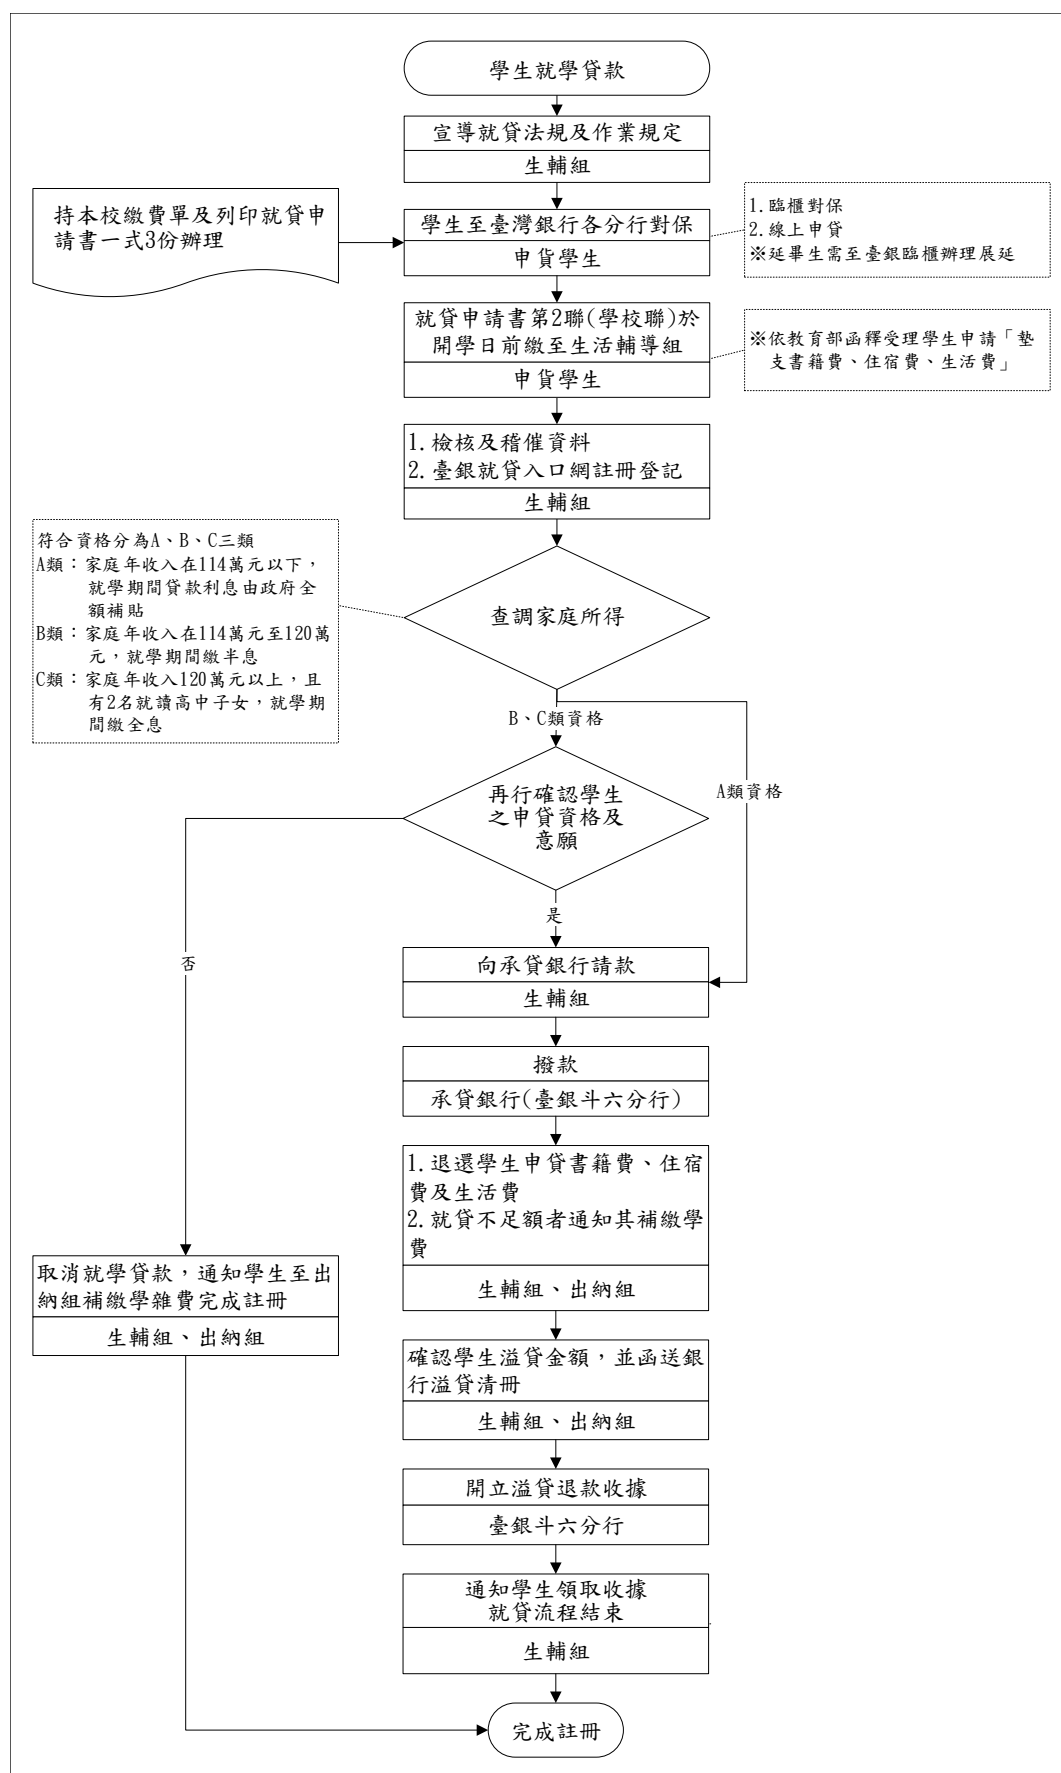 學生就學貸款
宣導就貸法規及作業規定
生輔組
持本校繳費單及列印就貸申
請書一式3份辦理
學生至臺灣銀行各分行對保
申貸學生
1.臨櫃對保
2.線上申貸
※延畢生需至臺銀臨櫃辦理展延
就貸申請書第2聯(學校聯)於
開學日前繳至生活輔導組
申貸學生
※依教育部函釋受理學生申請「墊
支書籍費、住宿費、生活費」
1.檢核及稽催資料
2.臺銀就貸入口網註冊登記
生輔組
符合資格分為A、B、C三類
A類：家庭年收入在114萬元以下，
就學期間貸款利息由政府全
額補貼
B類：家庭年收入在114萬元至120萬
元，就學期間繳半息
C類：家庭年收入120萬元以上，且
有2名就讀高中子女，就學期
間繳全息
查調家庭所得
B、C類資格
A類資格
再行確認學生
之申貸資格及
意願
是
否
向承貸銀行請款
生輔組
撥款
承貸銀行(臺銀斗六分行)
1.退還學生申貸書籍費、住宿
費及生活費
2.就貸不足額者通知其補繳學
費
生輔組、出納組
取消就學貸款，通知學生至出
納組補繳學雜費完成註冊
生輔組、出納組
確認學生溢貸金額，並函送銀
行溢貸清冊
生輔組、出納組
開立溢貸退款收據
臺銀斗六分行
通知學生領取收據
就貸流程結束
生輔組
完成註冊